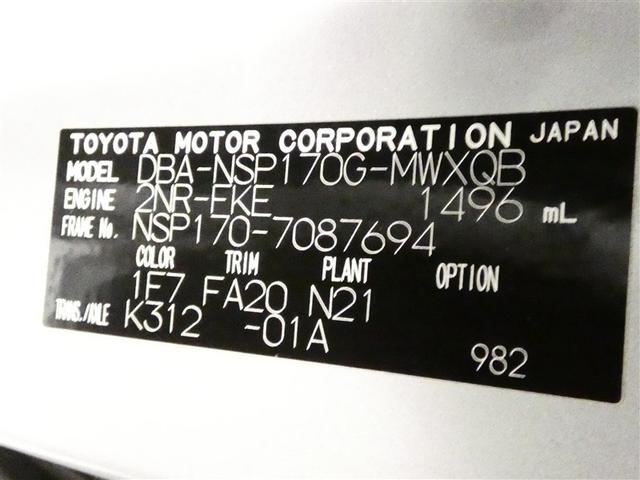 TOYOTA MOTOR CORPORATION JAPAN
MODEL DBA-NSP170G-MWXQB
ENGINE 2NR-FKE 1496 mL
FRAME No. NSP170-7087694
COLOR TRIM PLANT OPTION
1F7 FA20 N21
TRANS./AXLE K312 -01A
982